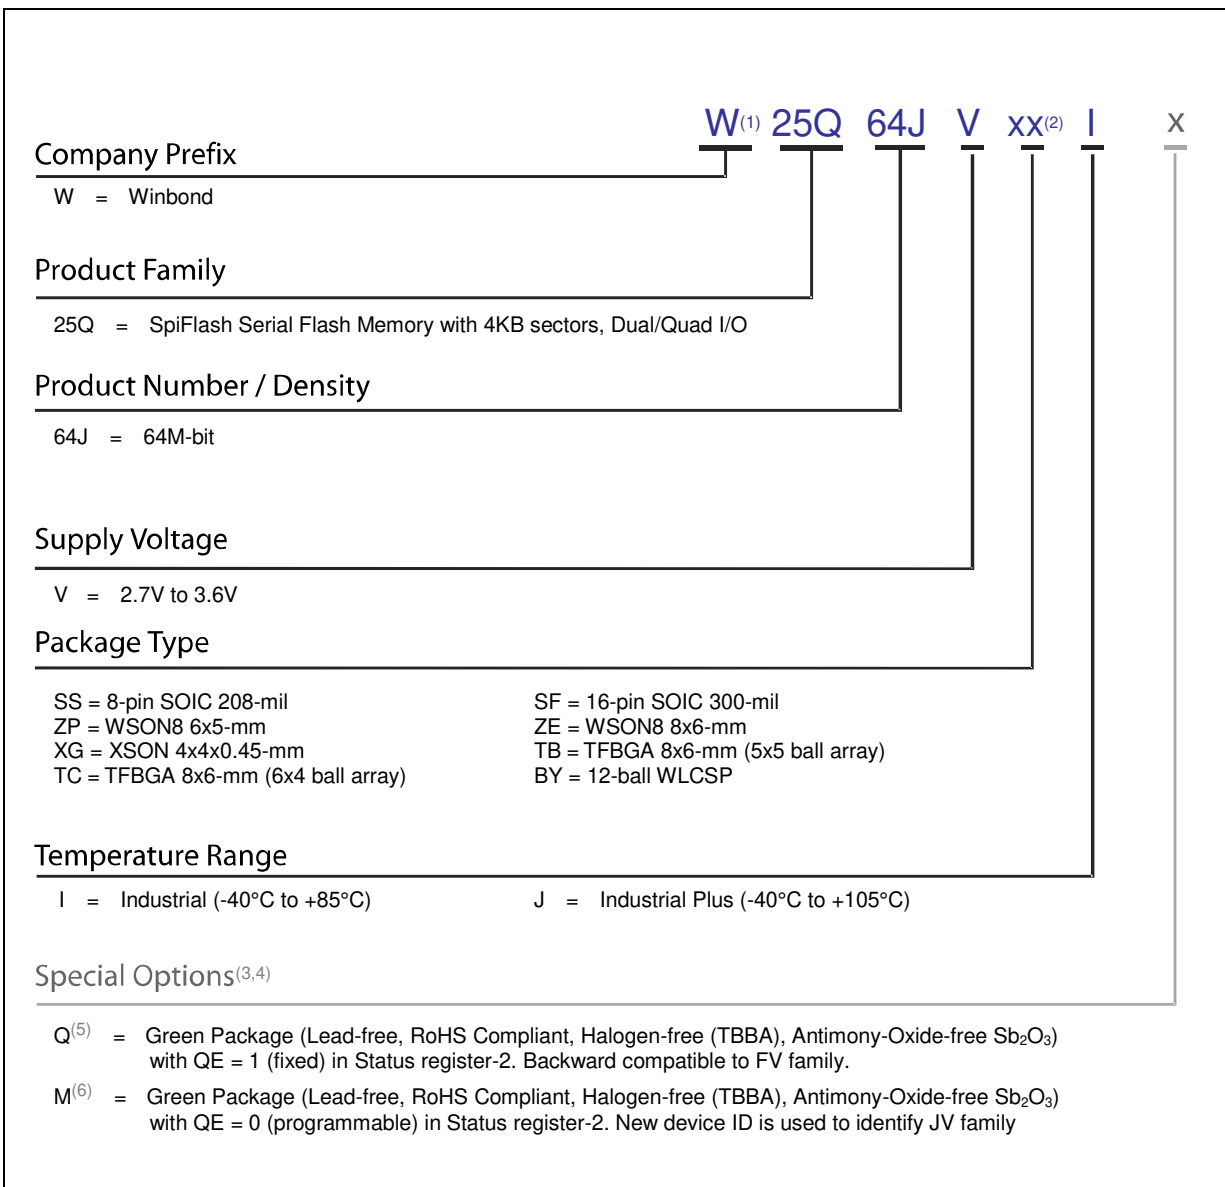 W(1) 25Q 64J V xx(2) I x
Company Prefix
W = Winbond
Product Family
25Q = SpiFlash Serial Flash Memory with 4KB sectors, Dual/Quad I/O
Product Number / Density
64J = 64M-bit
Supply Voltage
V = 2.7V to 3.6V
Package Type
SS = 8-pin SOIC 208-mil SF = 16-pin SOIC 300-mil
ZP = WSON8 6x5-mm ZE = WSON8 8x6-mm
XG = XSON 4x4x0.45-mm TB = TFBGA 8x6-mm (5x5 ball array)
TC = TFBGA 8x6-mm (6x4 ball array) BY = 12-ball WLCSP
Temperature Range
I = Industrial (-40°C to +85°C) J = Industrial Plus (-40°C to +105°C)
Special Options(3,4)
Q(5) = Green Package (Lead-free, RoHS Compliant, Halogen-free (TBBA), Antimony-Oxide-free Sb₂O₃)
with QE = 1 (fixed) in Status register-2. Backward compatible to FV family.
M(6) = Green Package (Lead-free, RoHS Compliant, Halogen-free (TBBA), Antimony-Oxide-free Sb₂O₃)
with QE = 0 (programmable) in Status register-2. New device ID is used to identify JV family